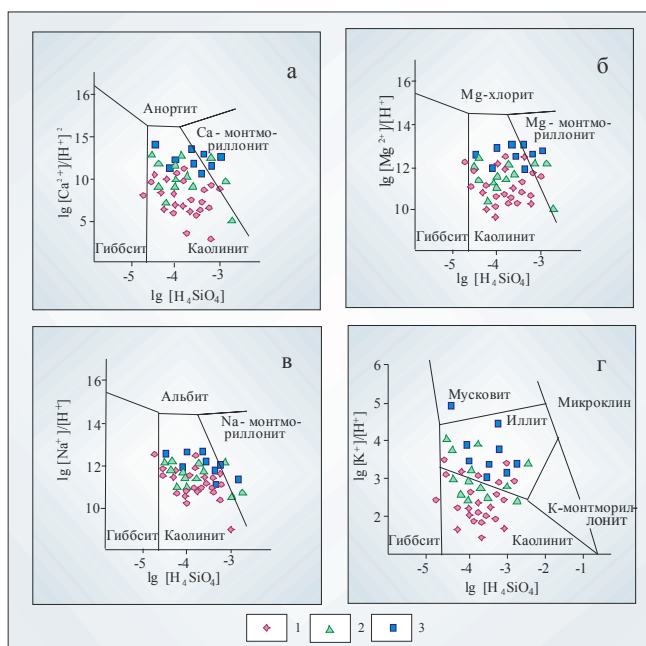 а
lg [Ca²⁺]/[H⁺]²
16
15
10
5
Анортит
Ca - монтмо-
риллонит
Гиббсит
Каолинит
-5
-4
-3
lg [H₄SiO₄]
б
lg [Mg²⁺]/[H⁺]
16
14
12
10
Mg-хлорит
Mg - монтмо-
риллонит
Гиббсит
Каолинит
-5
-4
-3
lg [H₄SiO₄]
в
lg [Na⁺]/[H⁺]
16
14
12
10
Альбит
Na - монтмо-
риллонит
Гиббсит
Каолинит
-5
-4
-3
lg [H₄SiO₄]
г
lg [K⁺]/[H⁺]
6
5
4
3
2
Мусковит
Микроклин
Иллит
К-монтморил-
лонит
Гиббсит
Каолинит
-5
-4
-3
-2
-1
lg [H₄SiO₄]
1
2
3